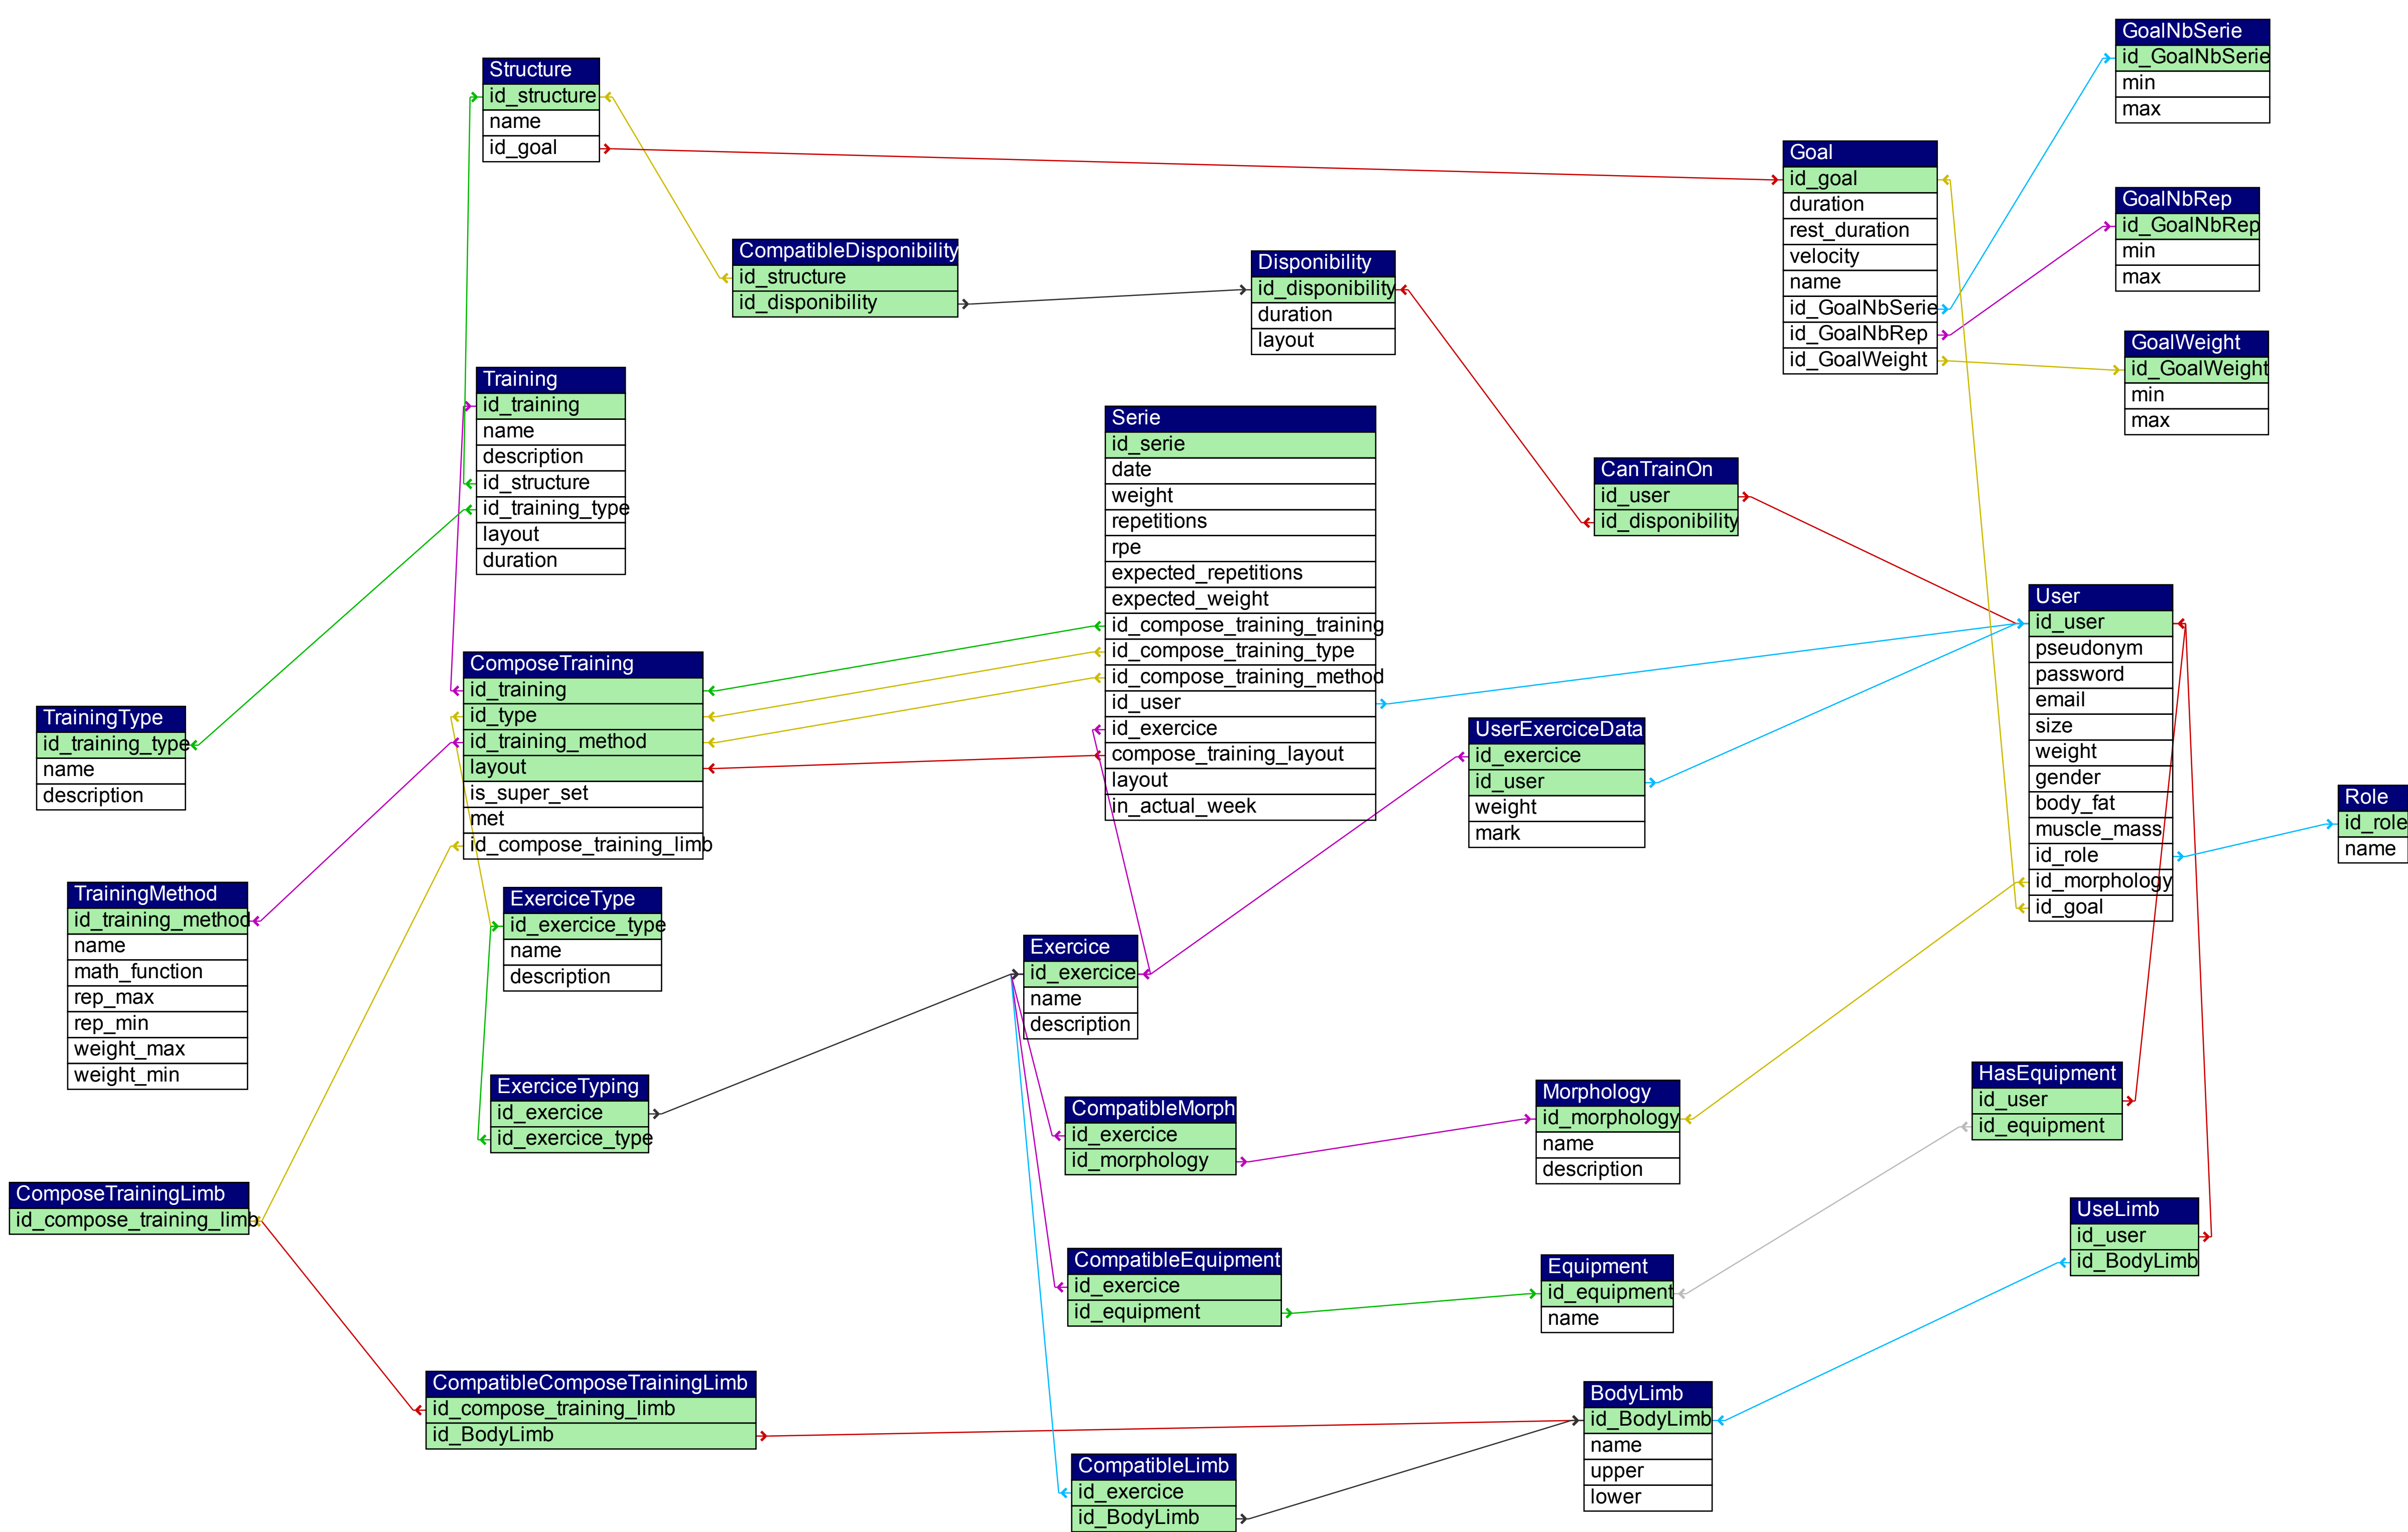 GoalNbSerie
id_GoalNbSerie
min
max
Structure
id_structure
name
id_goal
Goal
id_goal
duration
rest_duration
velocity
name
id_GoalNbSerie
id_GoalNbRep
id_GoalWeight
GoalNbRep
id_GoalNbRep
min
max
CompatibleDisponibility
id_structure
id_disponibility
Disponibility
id_disponibility
duration
layout
GoalWeight
id_GoalWeight
min
max
Training
id_training
name
description
id_structure
id_training_type
layout
duration
Serie
id_serie
date
weight
repetitions
rpe
expected_repetitions
expected_weight
id_compose_training_training
id_compose_training_type
id_compose_training_method
id_user
id_exercice
compose_training_layout
layout
in_actual_week
CanTrainOn
id_user
id_disponibility
User
id_user
pseudonym
password
email
size
weight
gender
body_fat
muscle_mass
id_role
id_morphology
id_goal
ComposeTraining
id_training
id_type
id_training_method
layout
is_super_set
met
id_compose_training_limb
TrainingType
id_training_type
name
description
UserExerciceData
id_exercice
id_user
weight
mark
Role
id_role
name
TrainingMethod
id_training_method
name
math_function
rep_max
rep_min
weight_max
weight_min
ExerciceType
id_exercice_type
name
description
Exercice
id_exercice
name
description
ExerciceTyping
id_exercice
id_exercice_type
CompatibleMorph
id_exercice
id_morphology
Morphology
id_morphology
name
description
HasEquipment
id_user
id_equipment
ComposeTrainingLimb
id_compose_training_limb
UseLimb
id_user
id_BodyLimb
CompatibleEquipment
id_exercice
id_equipment
Equipment
id_equipment
name
CompatibleComposeTrainingLimb
id_compose_training_limb
id_BodyLimb
BodyLimb
id_BodyLimb
name
upper
lower
CompatibleLimb
id_exercice
id_BodyLimb